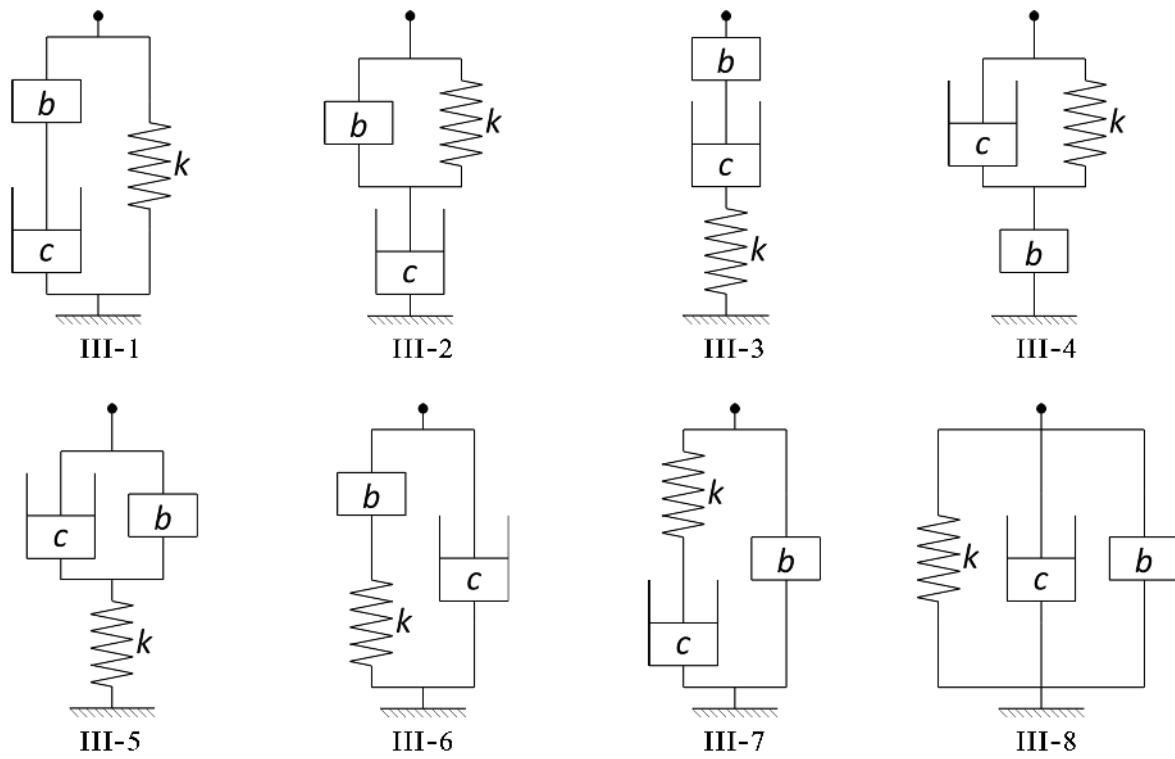 b k c
III-1
b k c
III-2
b c k
III-3
c k b
III-4
c b k
III-5
b c k
III-6
k b c
III-7
k c b
III-8